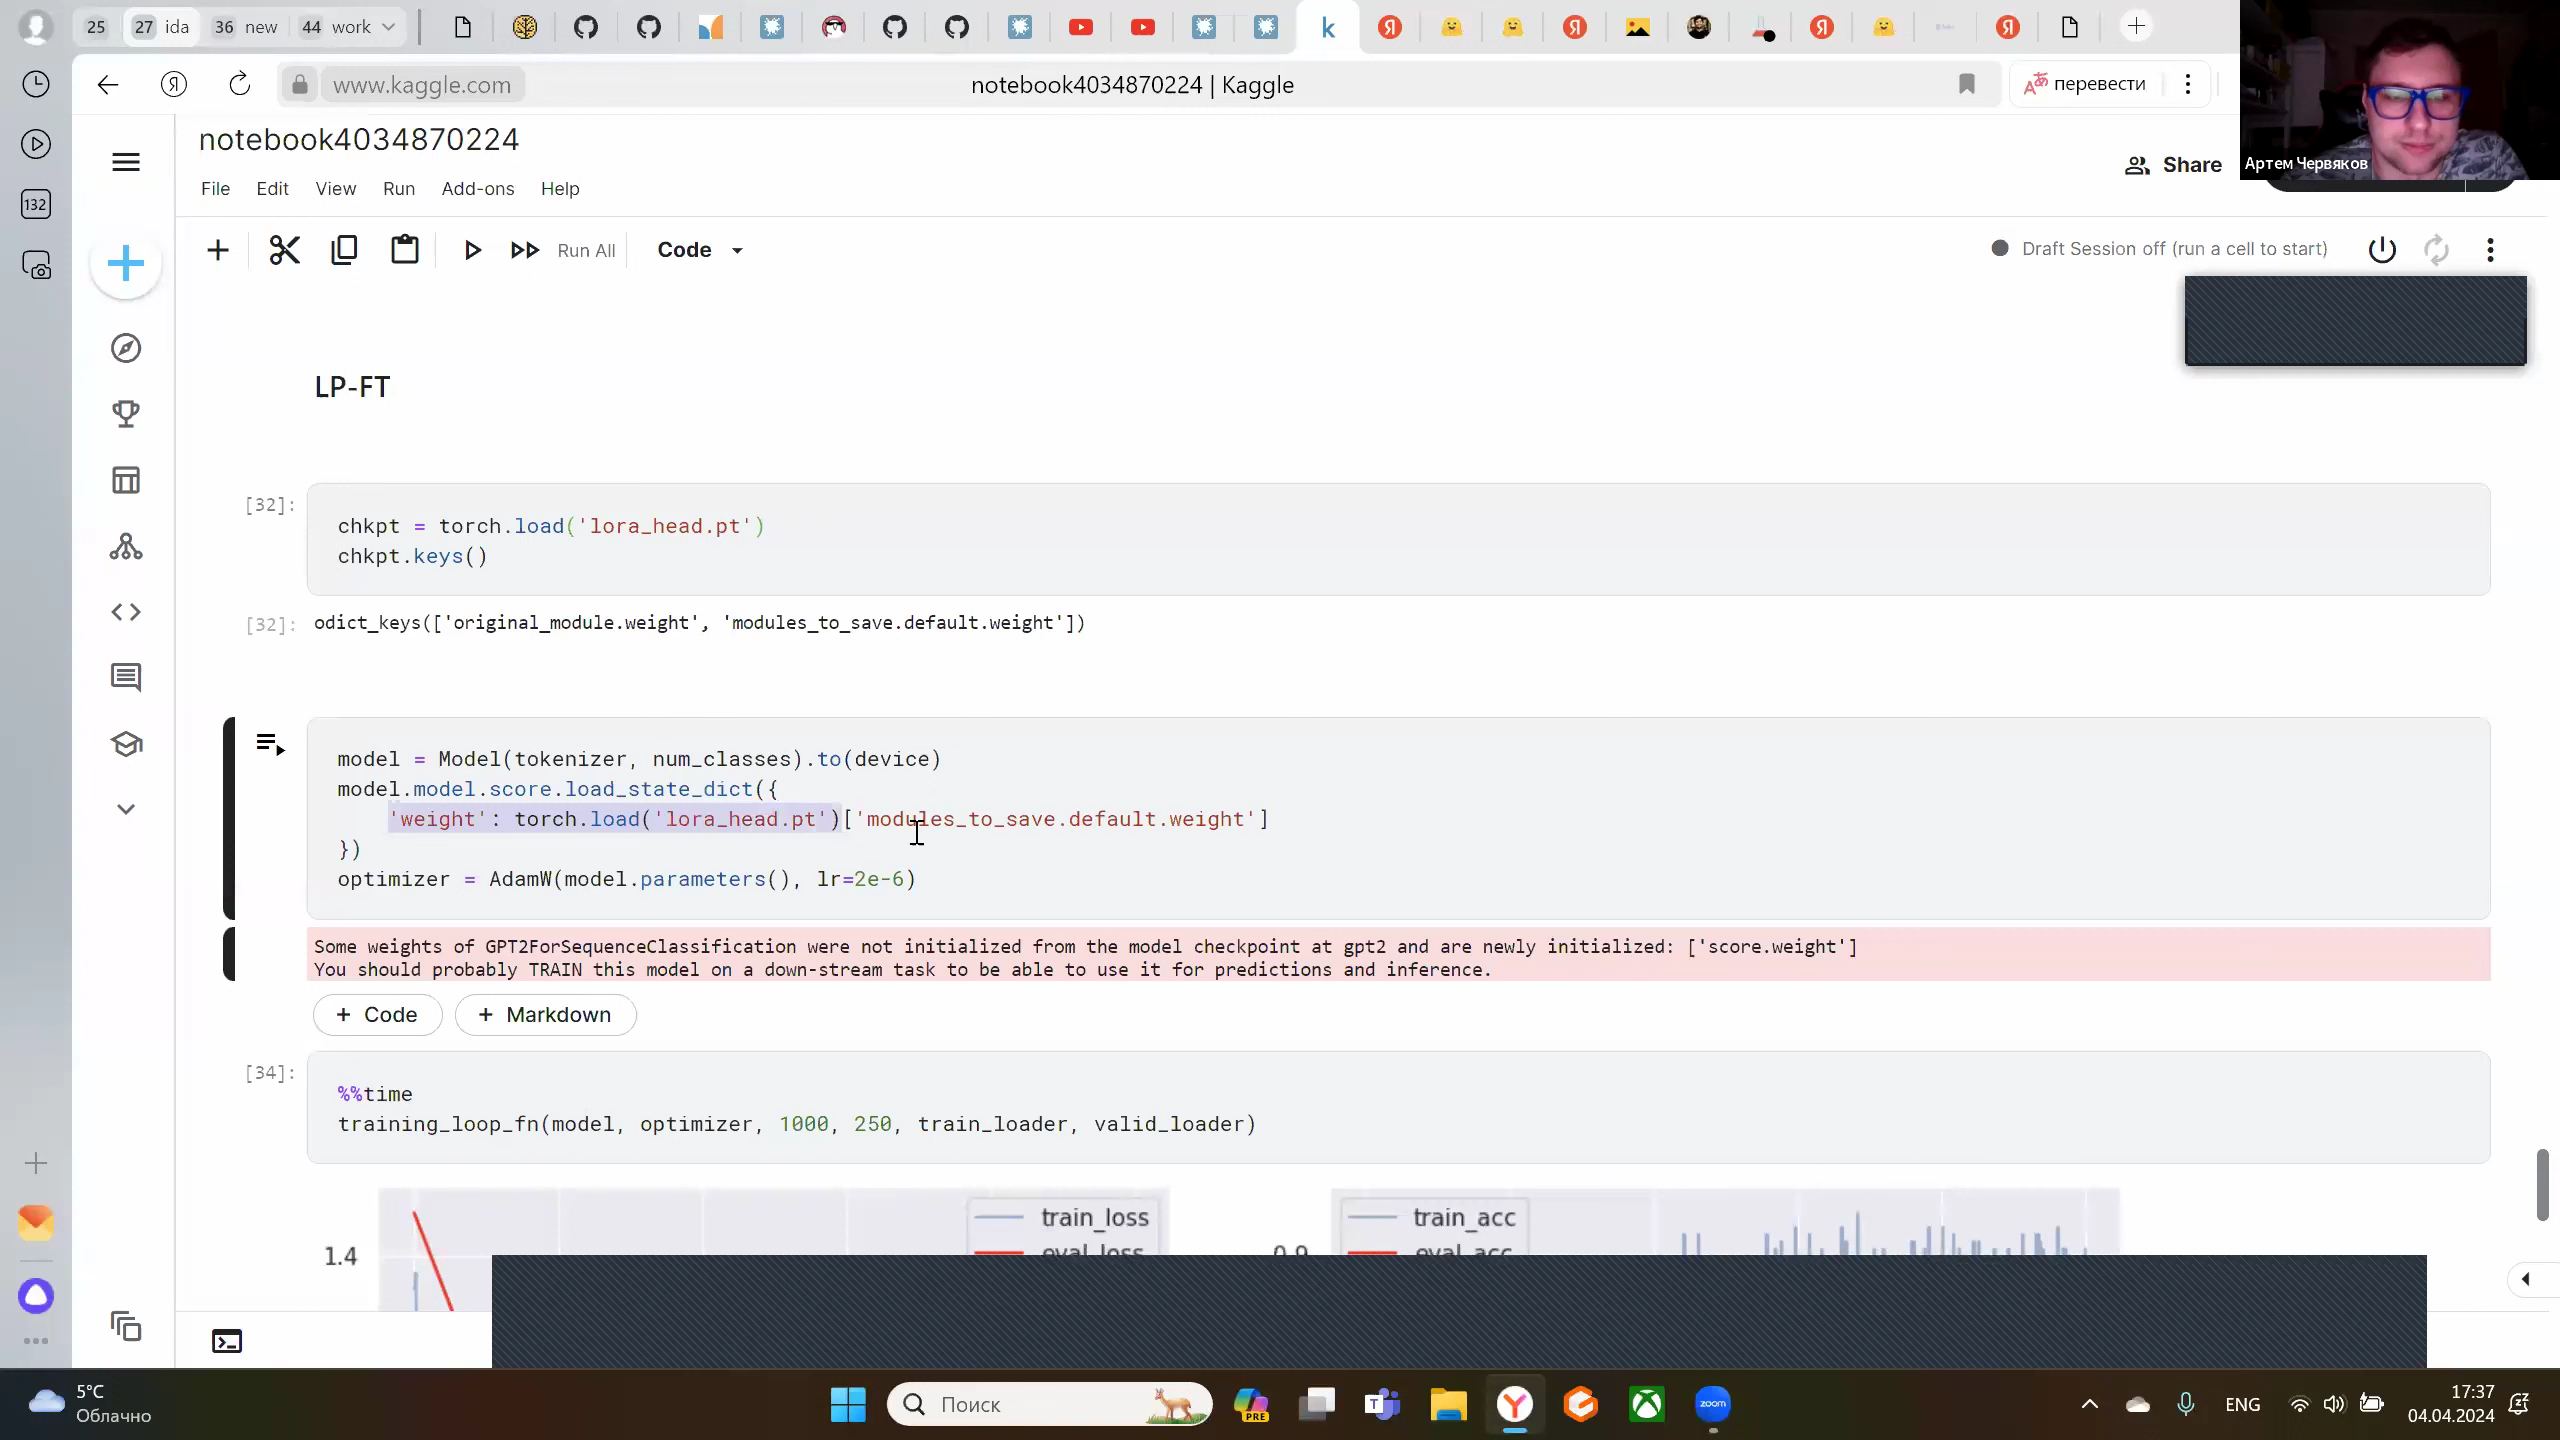 25
27 ida
36 new
44 work
www.kaggle.com
notebook4034870224 | Kaggle
перевести
132
notebook4034870224
Share
Артем Червяков
File Edit View Run Add-ons Help
Run All
Code
Draft Session off (run a cell to start)
LP-FT
[32]:
chkpt = torch.load('lora_head.pt')
chkpt.keys()
[32]:
odict_keys(['original_module.weight', 'modules_to_save.default.weight'])
model = Model(tokenizer, num_classes).to(device)
model.model.score.load_state_dict({
'weight': torch.load('lora_head.pt')['modules_to_save.default.weight']
})
optimizer = AdamW(model.parameters(), lr=2e-6)
Some weights of GPT2ForSequenceClassification were not initialized from the model checkpoint at gpt2 and are newly initialized: ['score.weight']
You should probably TRAIN this model on a down-stream task to be able to use it for predictions and inference.
+ Code
+ Markdown
[34]:
%%time
training_loop_fn(model, optimizer, 1000, 250, train_loader, valid_loader)
train_loss
eval_loss
1.4
train_acc
eval_acc
0.9
5°C
Облачно
Поиск
PRE
zoom
ENG
17:37
04.04.2024